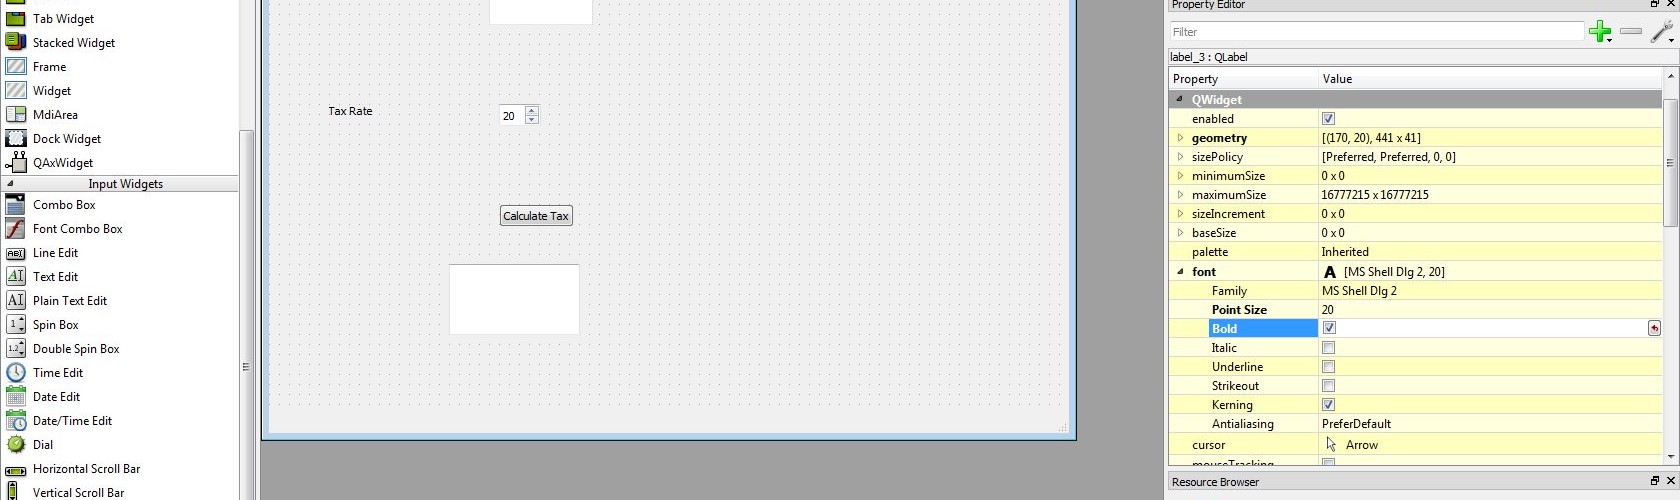 Tab Widget
Stacked Widget
Frame
Widget
MdiArea
Dock Widget
QAxWidget
Input Widgets
Combo Box
Font Combo Box
Line Edit
Text Edit
Plain Text Edit
Spin Box
Double Spin Box
Time Edit
Date Edit
Date/Time Edit
Dial
Horizontal Scroll Bar
Vertical Scroll Bar
Tax Rate 20
Calculate Tax
Property Editor
Filter
label_3 : QLabel
Property Value
QWidget
enabled
geometry [(170, 20), 441 x 41]
sizePolicy [Preferred, Preferred, 0, 0]
minimumSize 0 x 0
maximumSize 16777215 x 16777215
sizeIncrement 0 x 0
baseSize 0 x 0
palette Inherited
font A [MS Shell Dlg 2, 20]
Family MS Shell Dlg 2
Point Size 20
Bold
Italic
Underline
Strikeout
Kerning
Antialiasing PreferDefault
cursor Arrow
mouseTracking
Resource Browser